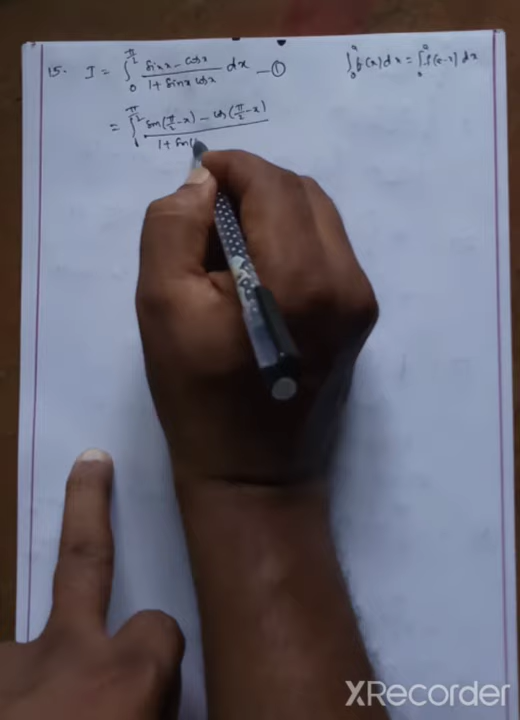 15. I = ∫₀^(π/2) (sinx - cosx)/(1 + sinx cosx) dx —① ∫₀^a f(x) dx = ∫₀^a f(a-x) dx
= ∫₀^(π/2) (sin(π/2 - x) - cos(π/2 - x))/(1 + sin(
XRecorder